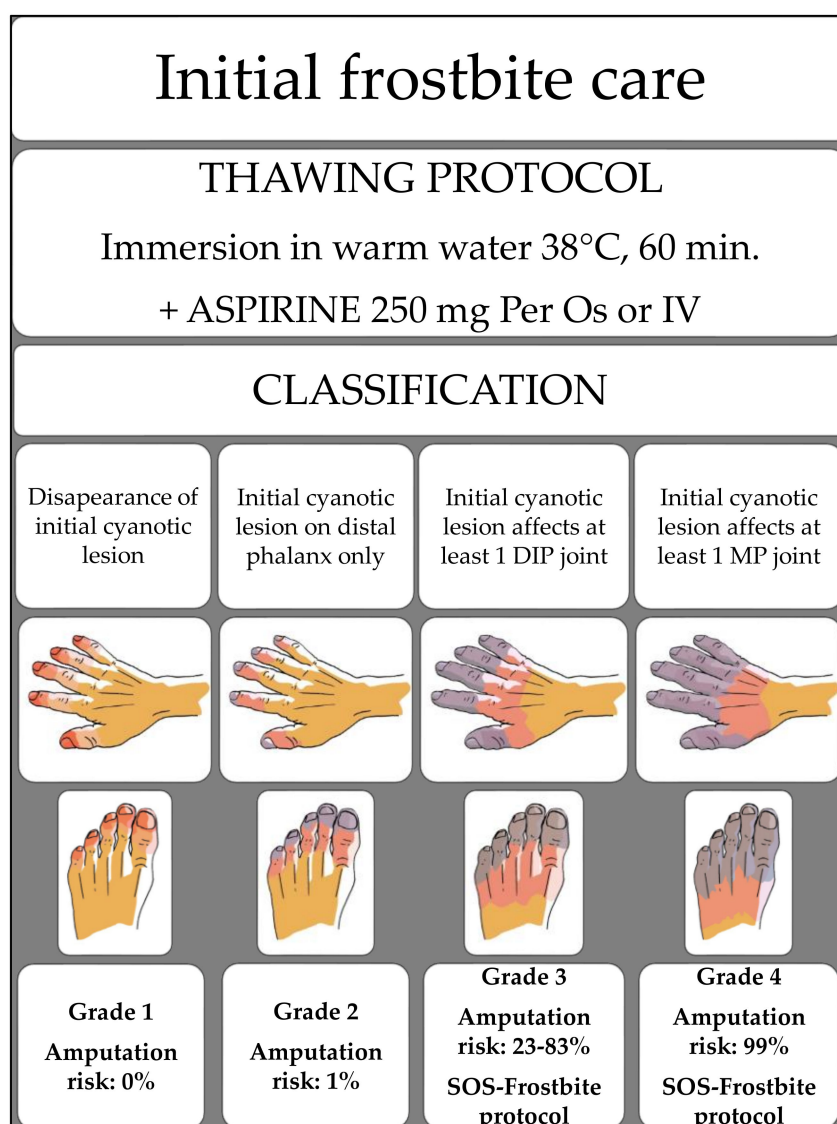 Initial frostbite care
THAWING PROTOCOL
Immersion in warm water 38°C, 60 min.
+ ASPIRINE 250 mg Per Os or IV
CLASSIFICATION
Disapearance of
initial cyanotic
lesion
Initial cyanotic
lesion on distal
phalanx only
Initial cyanotic
lesion affects at
least 1 DIP joint
Initial cyanotic
lesion affects at
least 1 MP joint
Grade 1
Amputation
risk: 0%
Grade 2
Amputation
risk: 1%
Grade 3
Amputation
risk: 23-83%
SOS-Frostbite
protocol
Grade 4
Amputation
risk: 99%
SOS-Frostbite
protocol